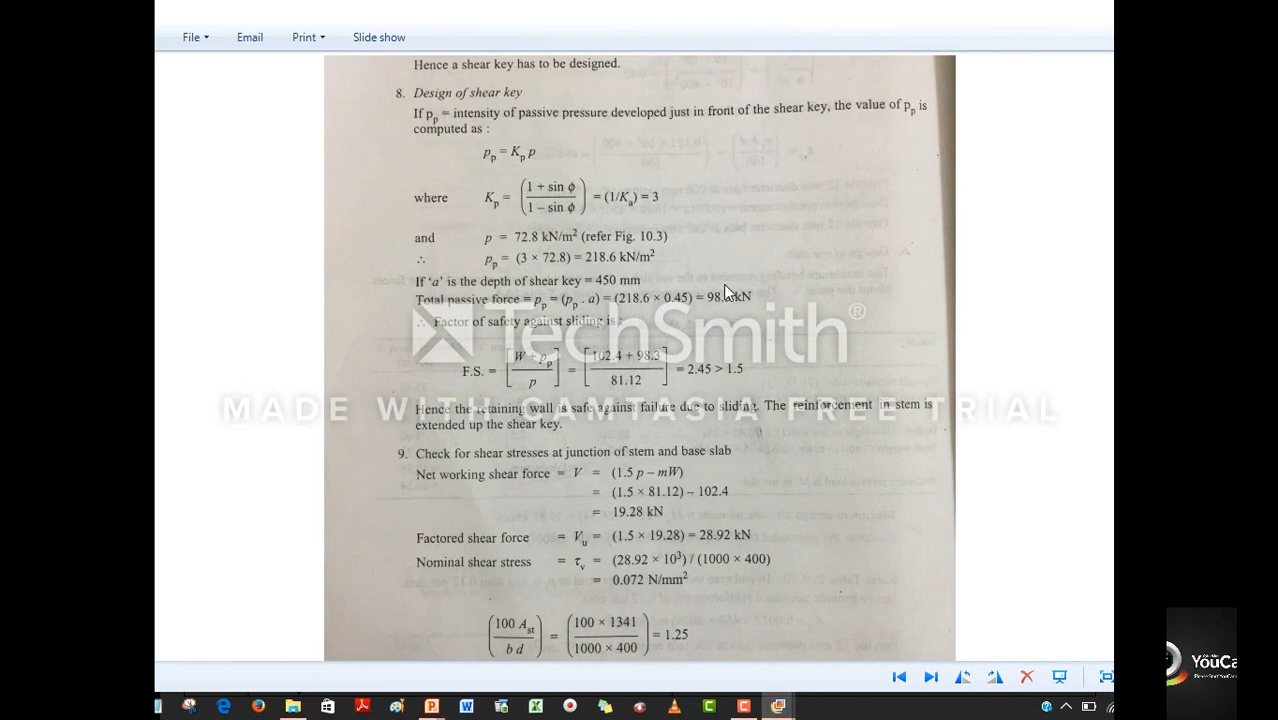 File Email Print Slide show
Hence a shear key has to be designed.
8. Design of shear key
If pp = intensity of passive pressure developed just in front of the shear key, the value of pp is
computed as :
pp = Kp p
where Kp = (1 + sin ϕ / 1 − sin ϕ) = (1/Ka) = 3
and p = 72.8 kN/m² (refer Fig. 10.3)
∴ pp = (3 × 72.8) = 218.6 kN/m²
If ‘a’ is the depth of shear key = 450 mm
Total passive force = pp = (pp . a) = (218.6 × 0.45) = kN
TechSmith®
∴ Factor of safety against sliding is :
F.S. = [W + pp / p] = [102.4 + 98.3 / 81.12] = 2.45 > 1.5
MADE WITH CAMTASIA FREE TRIAL
Hence the retaining wall is safe against failure due to sliding. The reinforcement in stem is
extended up the shear key.
9. Check for shear stresses at junction of stem and base slab
Net working shear force = V = (1.5 p − mW)
= (1.5 × 81.12) − 102.4
= 19.28 kN
Factored shear force = Vu = (1.5 × 19.28) = 28.92 kN
Nominal shear stress = τv = (28.92 × 10³) / (1000 × 400)
= 0.072 N/mm²
(100 Ast / b d) = (100 × 1341 / 1000 × 400) = 1.25